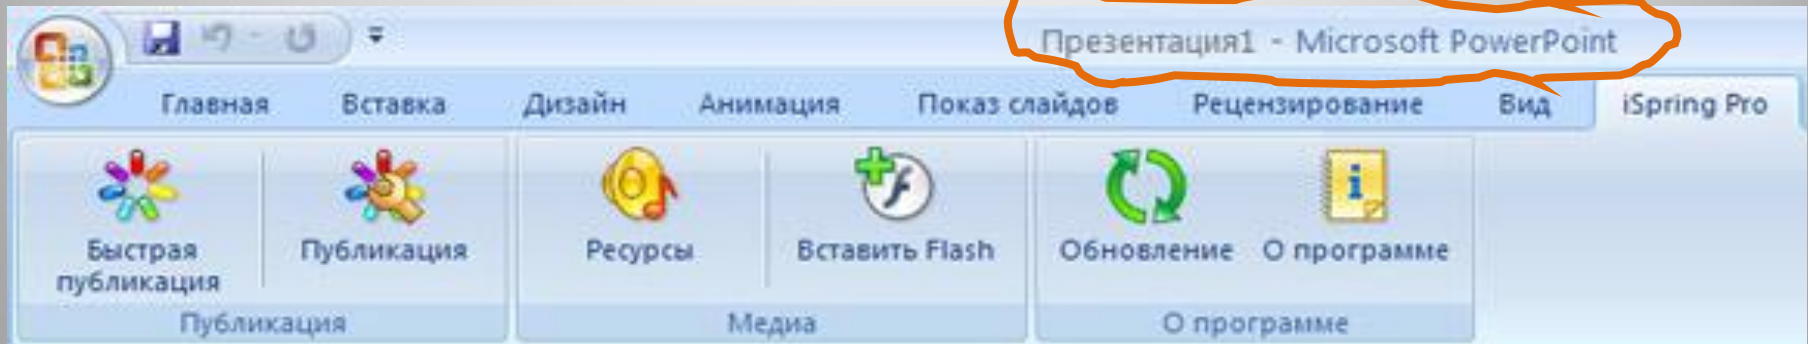 Презентация1 - Microsoft PowerPoint
Главная Вставка Дизайн Анимация Показ слайдов Рецензирование Вид iSpring Pro
Быстрая публикация
Публикация
Ресурсы
Вставить Flash
Обновление
О программе
Публикация Медиа О программе